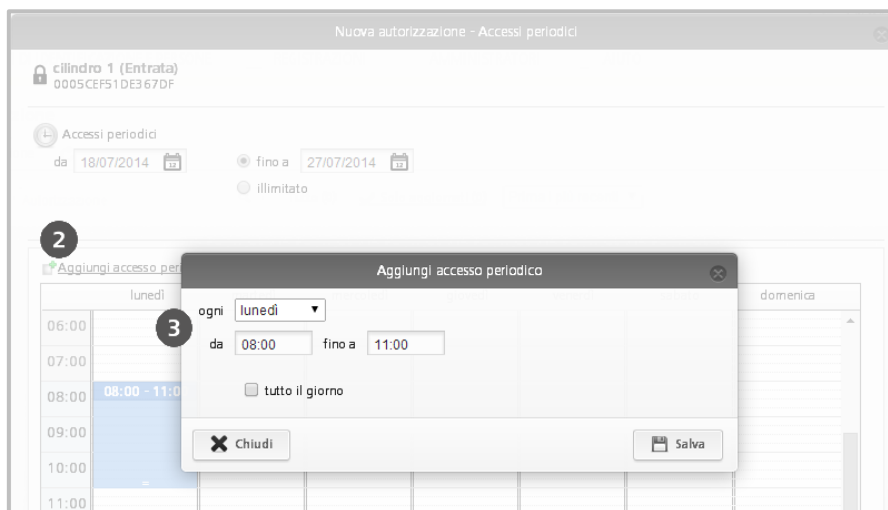 Nuova autorizzazione - Accessi periodici
cilindro 1 (Entrata)
0005CEF51DE367DF
Accessi periodici
da 18/07/2014 12 fino a 27/07/2014 12
illimitato
2
Aggiungi accesso peri
Aggiungi accesso periodico
lunedì
domenica
ogni lunedì
3
da 08:00 fino a 11:00
tutto il giorno
Chiudi
Salva
06:00
07:00
08:00 08:00 - 11:0
09:00
10:00
11:00